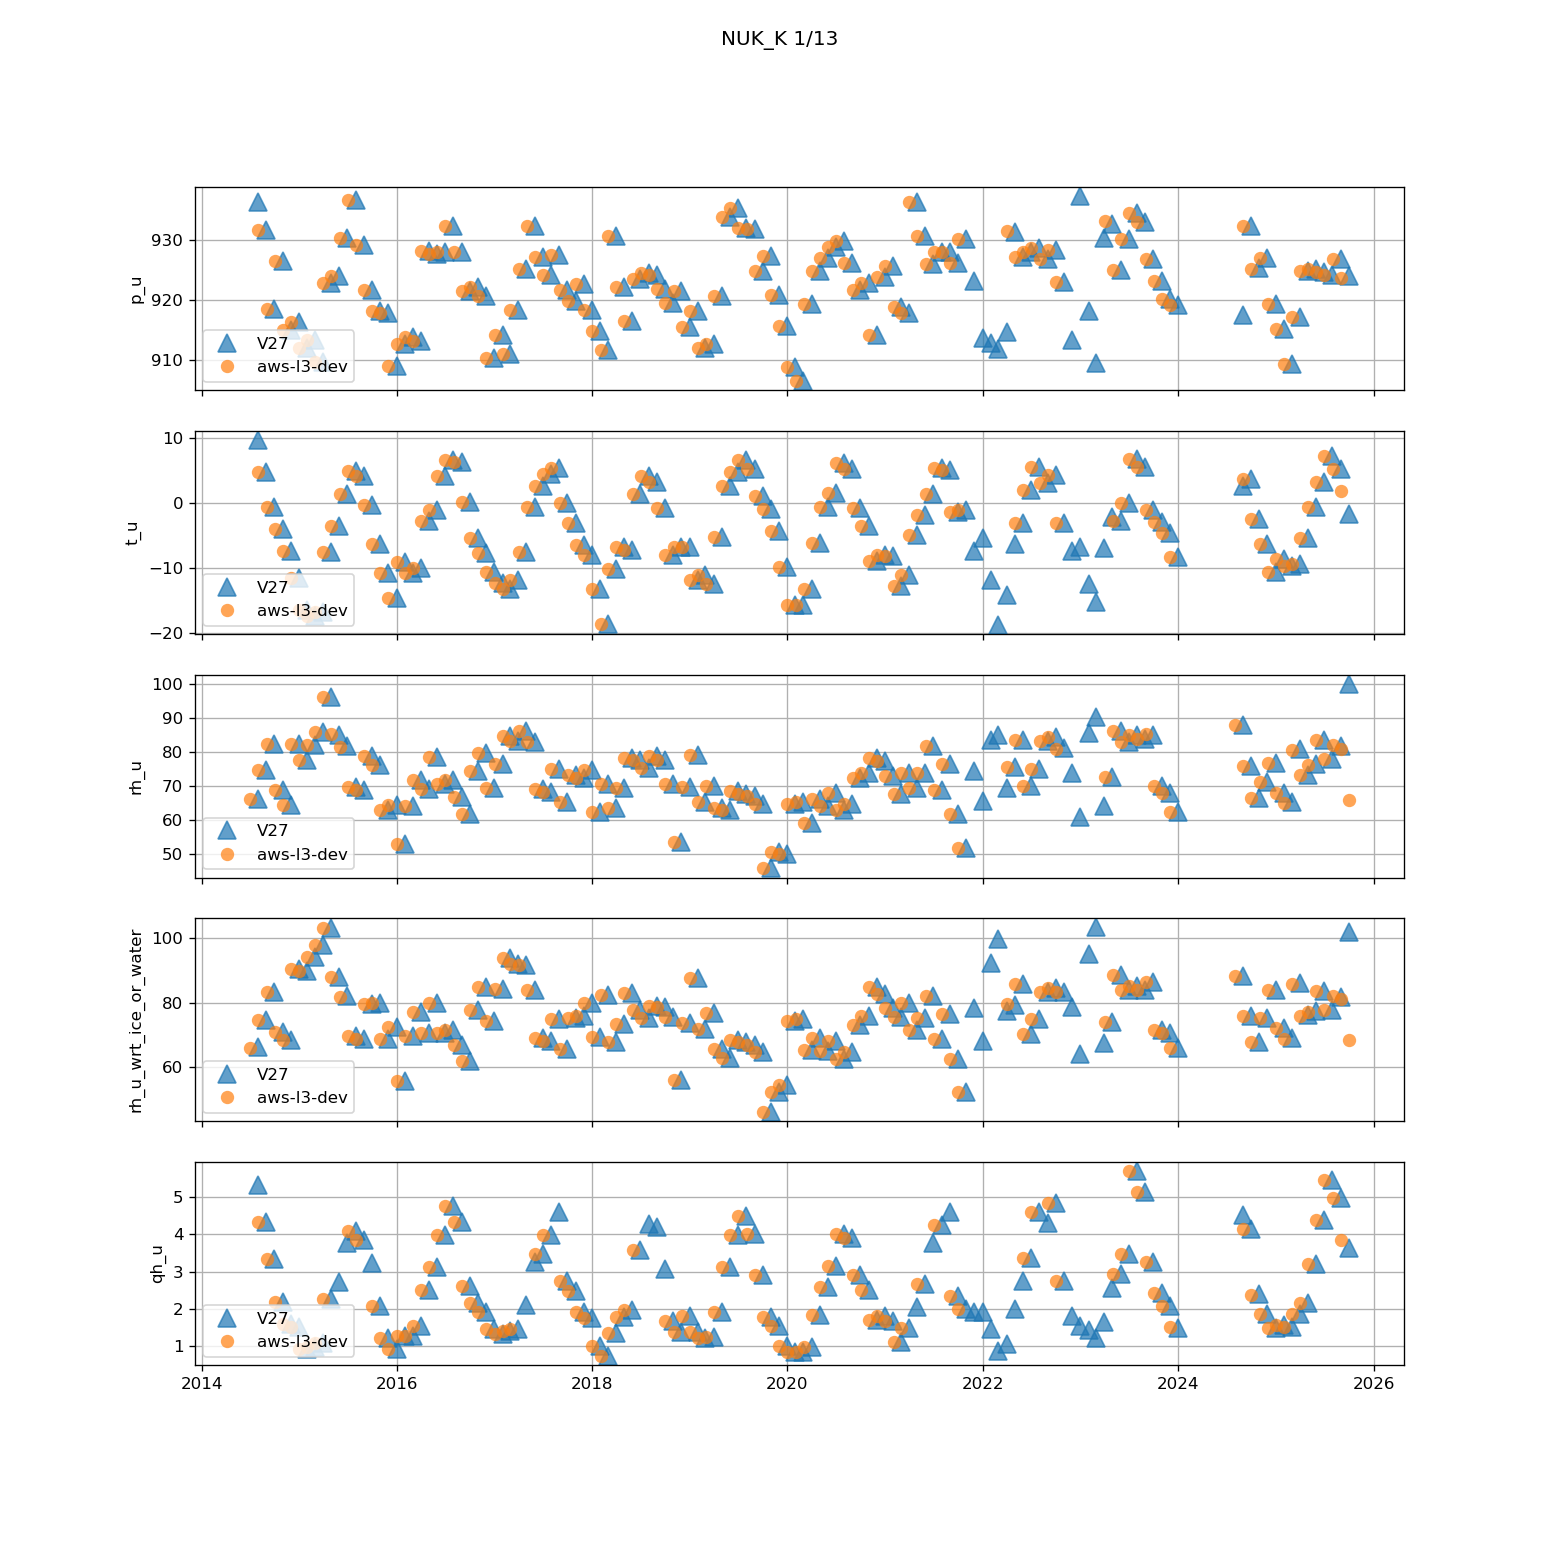 NUK_K 1/13
p_u
930
920
910
V27
aws-l3-dev
t_u
10
0
−10
−20
V27
aws-l3-dev
rh_u
100
90
80
70
60
50
V27
aws-l3-dev
rh_u_wrt_ice_or_water
100
80
60
V27
aws-l3-dev
qh_u
5
4
3
2
1
V27
aws-l3-dev
2014 2016 2018 2020 2022 2024 2026